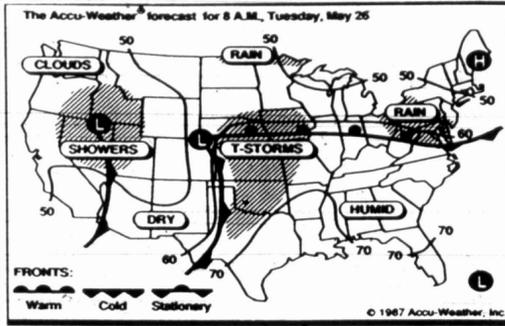 The Accu-Weather® forecast for 8 A.M., Tuesday, May 26
50
50
CLOUDS
RAIN
H
50
50
RAIN
60
L
L
SHOWERS
T-STORMS
50
DRY
HUMID
60
70
70
70
70
L
FRONTS:
Warm
Cold
Stationary
© 1987 Accu-Weather, Inc.